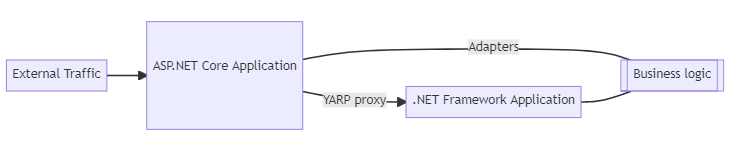 External Traffic
ASP.NET Core Application
Adapters
YARP proxy
.NET Framework Application
Business logic